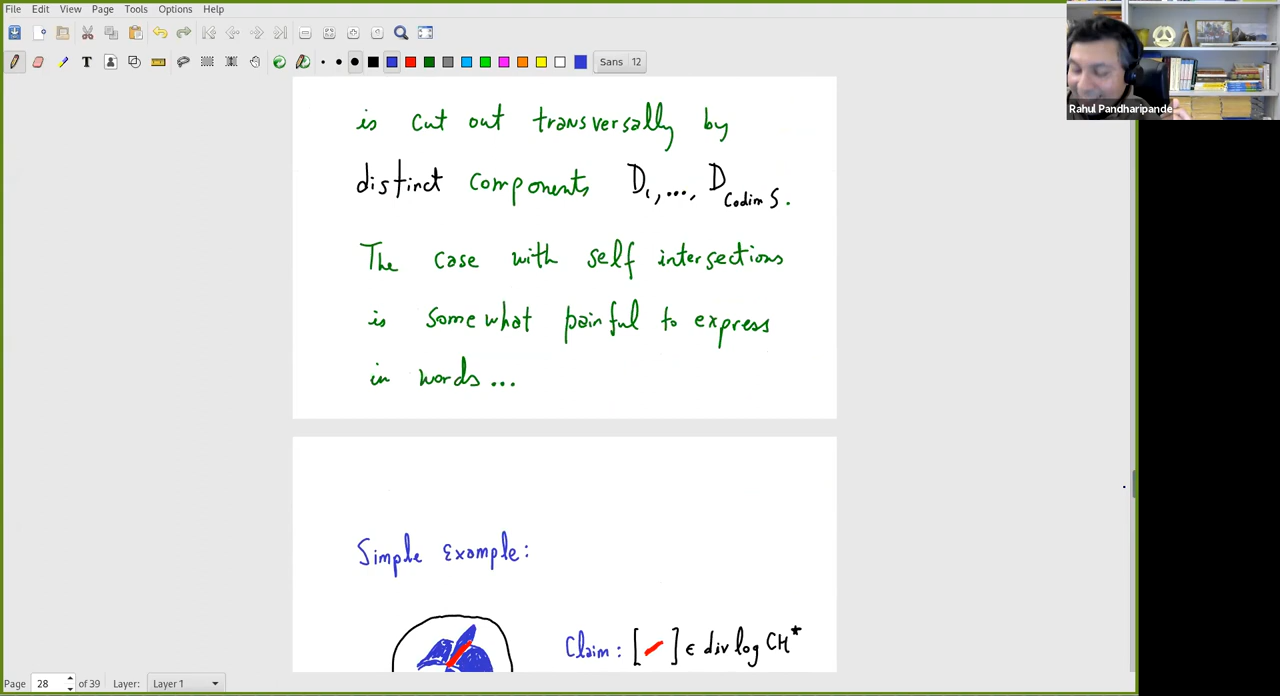 File Edit View Page Tools Options Help
Sans 12
Rahul Pandharipande
is cut out transversally by
distinct components D₁,..., D_codim S.
The case with self intersections
is somewhat painful to express
in words...
Simple Example:
Claim: [ ] ∈ div log CH*
Page 28 of 39 Layer: Layer 1